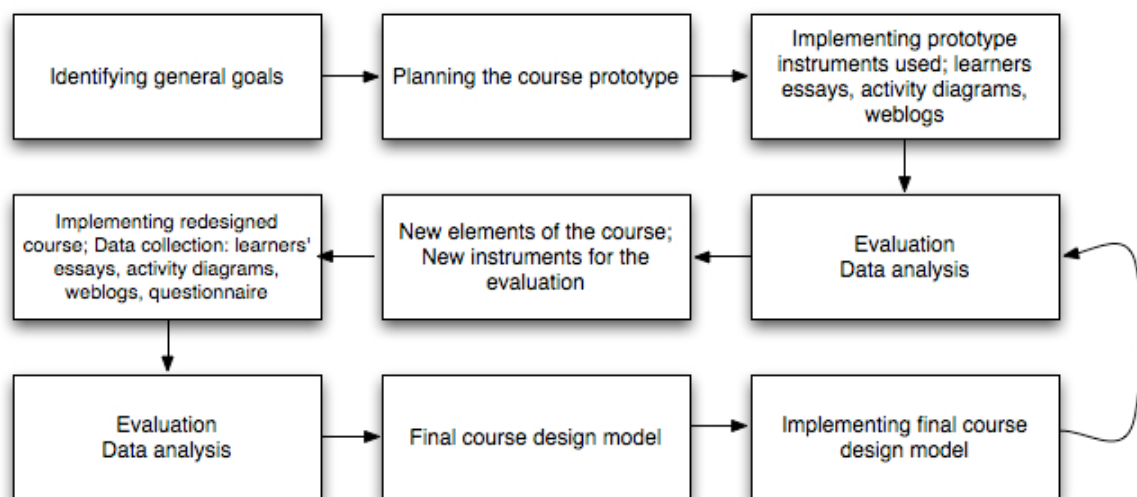 Identifying general goals
Planning the course prototype
Implementing prototype
instruments used; learners
essays, activity diagrams,
weblogs
Implementing redesigned
course; Data collection: learners'
essays, activity diagrams,
weblogs, questionnaire
New elements of the course;
New instruments for the
evaluation
Evaluation
Data analysis
Evaluation
Data analysis
Final course design model
Implementing final course
design model